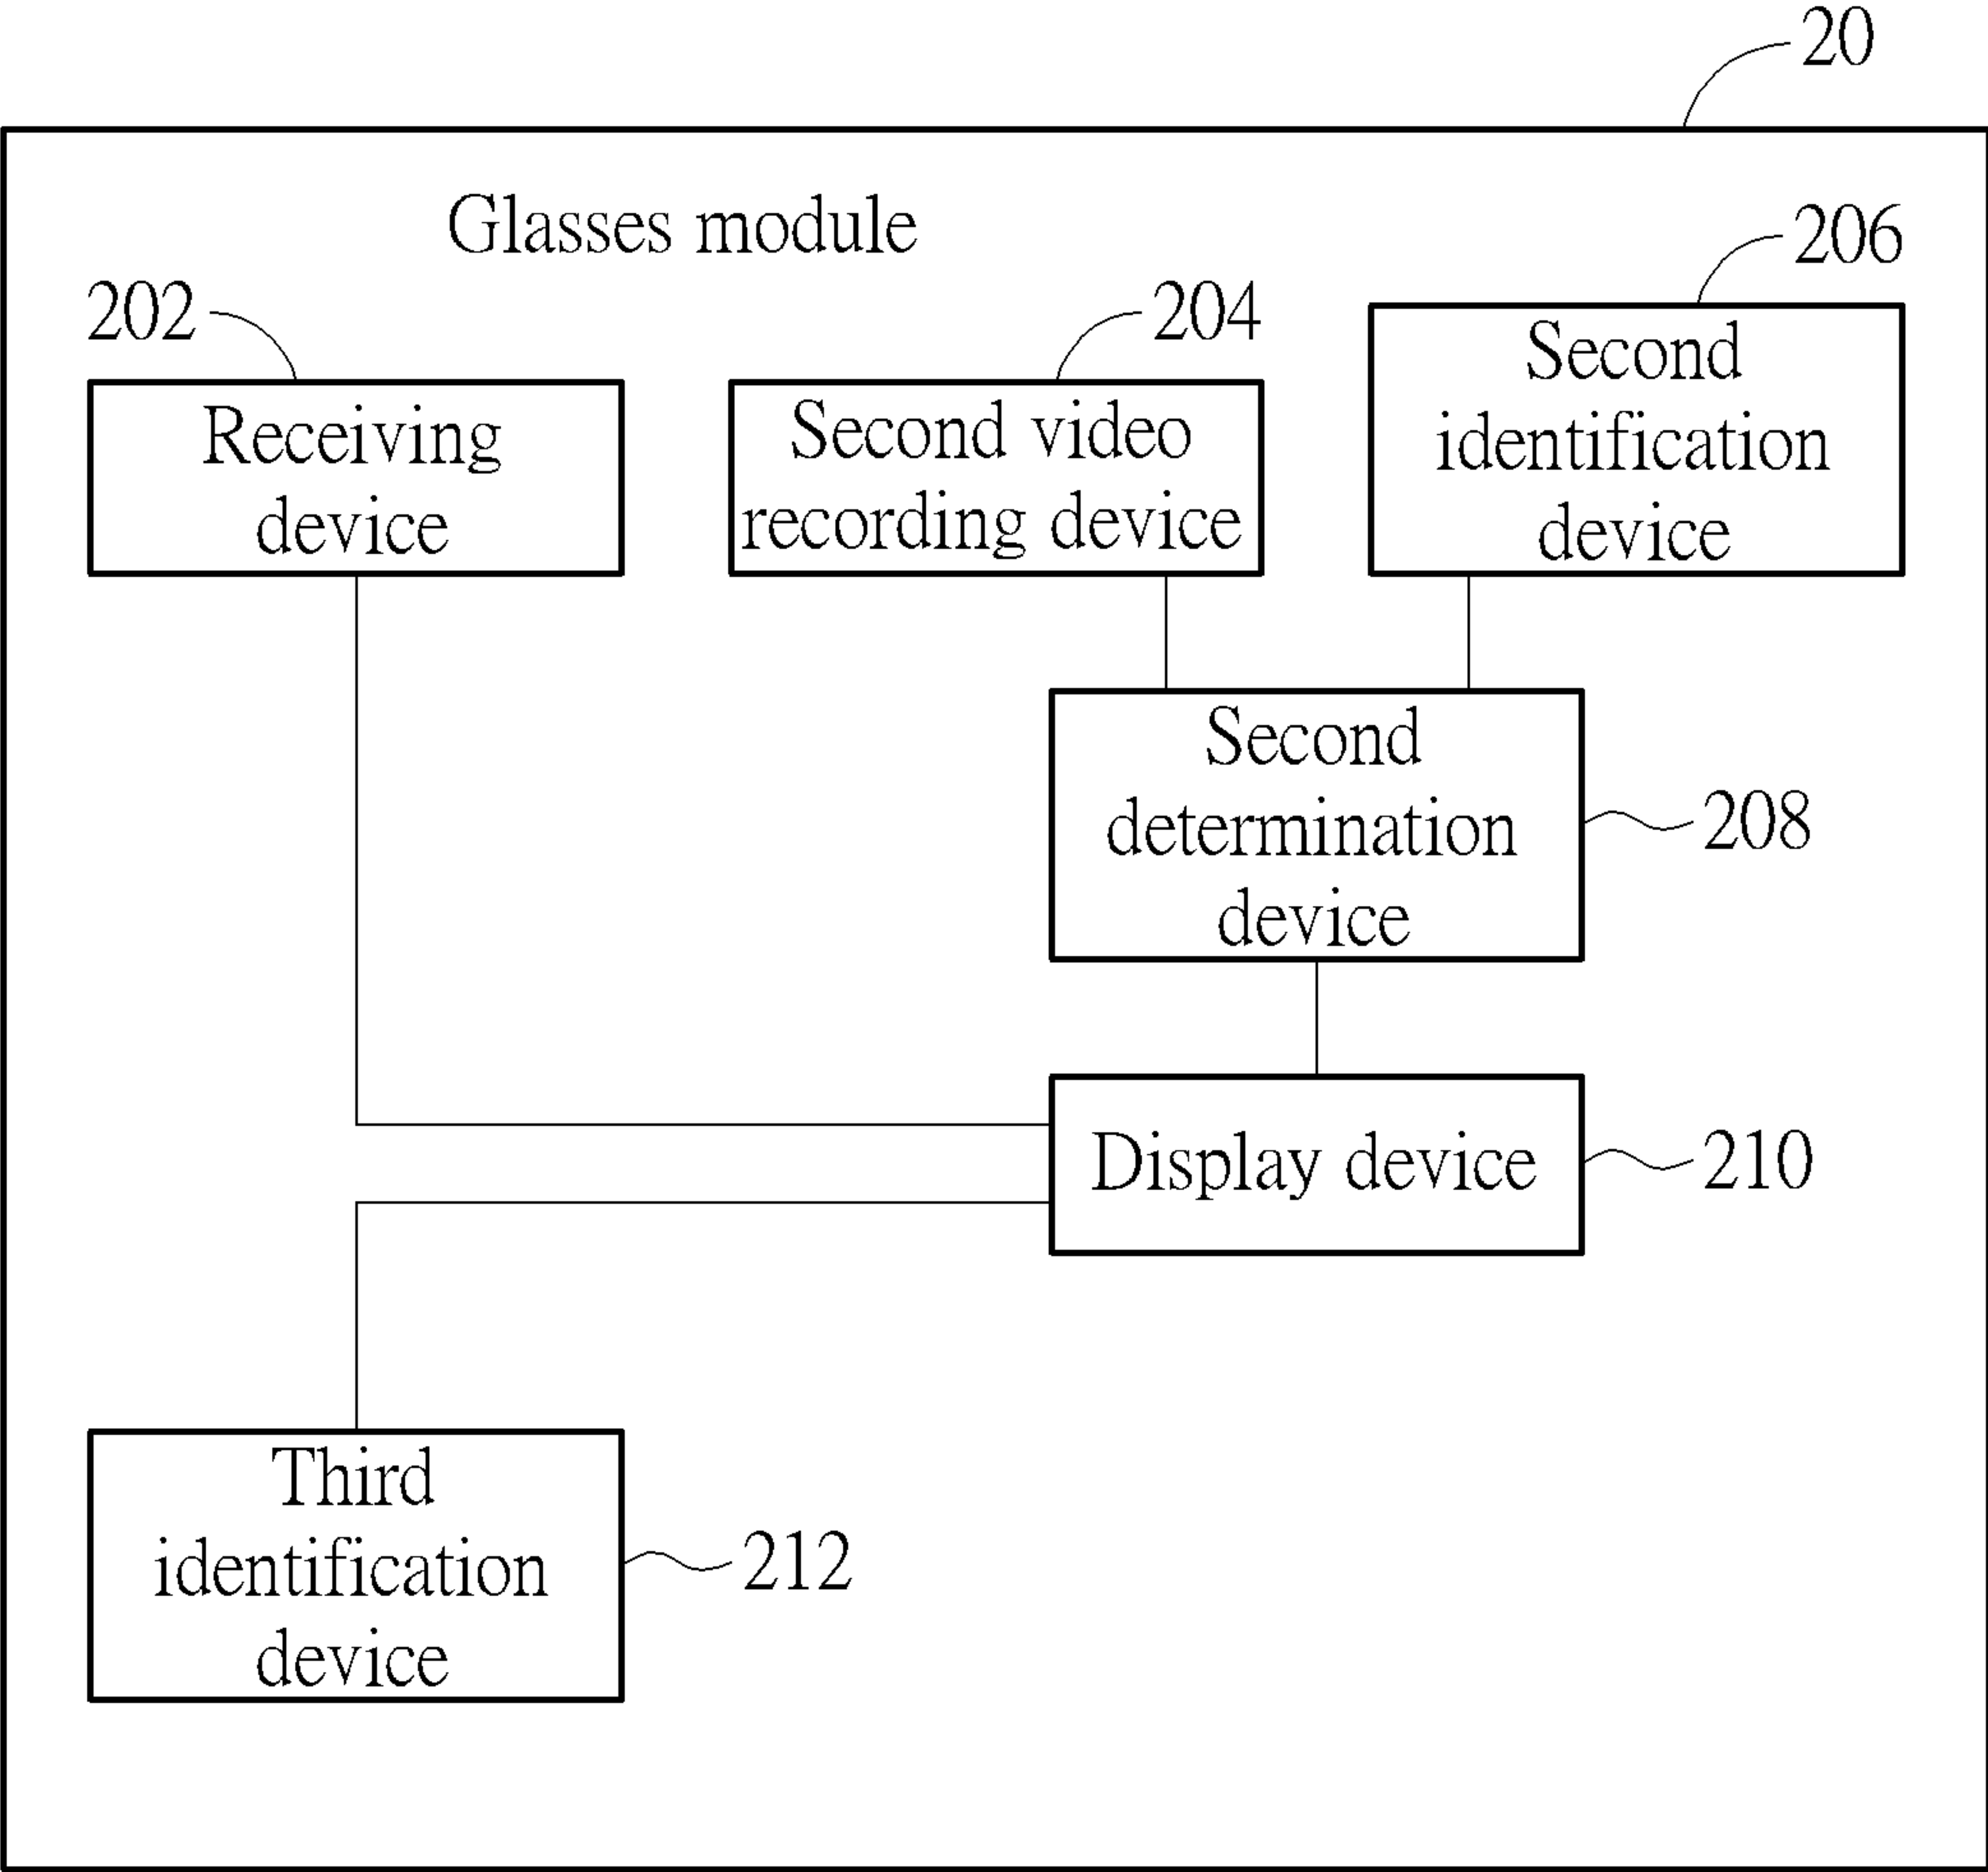 20
Glasses module
206
202
204
Second
identification
device
Receiving
device
Second video
recording device
Second
determination
device
208
Display device
210
Third
identification
device
212